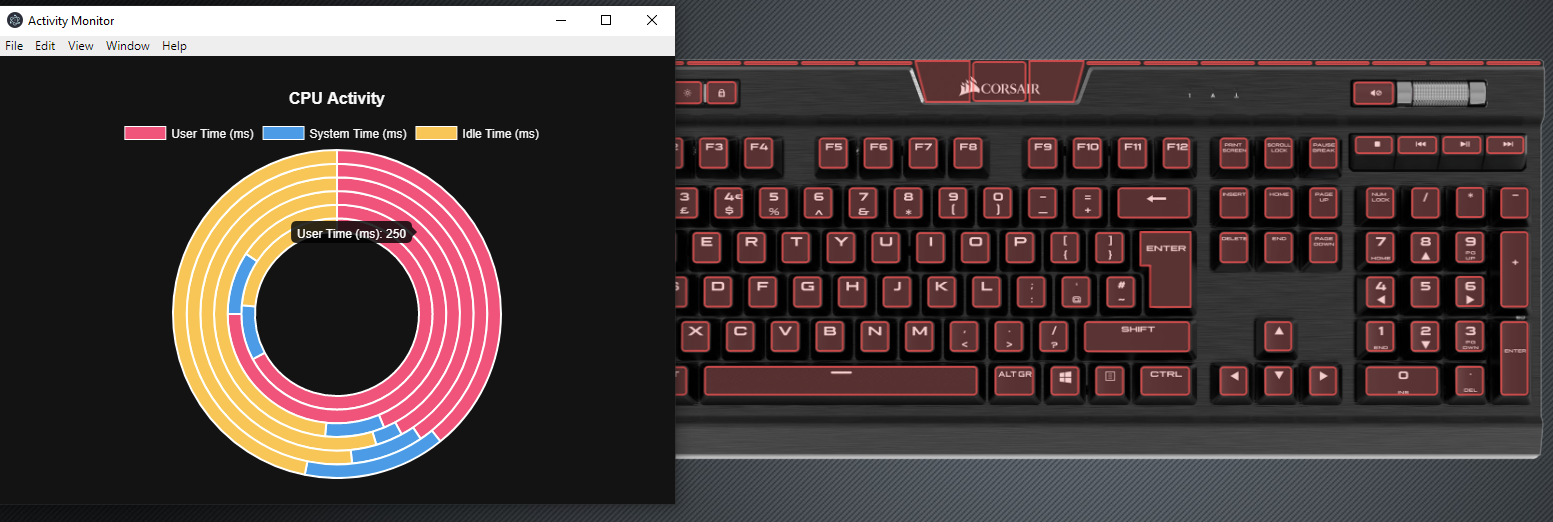 Activity Monitor
File Edit View Window Help
CPU Activity
User Time (ms) System Time (ms) Idle Time (ms)
User Time (ms): 250
CORSAIR
F3 F4 F5 F6 F7 F8 F9 F10 F11 F12
PRINT SCREEN
SCROLL LOCK
PAUSE BREAK
3 £ 4 € $ 5 % 6 ^ 7 & 8 * 9 ( 0 ) - _ = +
INSERT HOME PAGE UP
NUM LOCK / * -
E R T Y U I O P [ { ] } ENTER
DELETE END PAGE DOWN
7 HOME 8 9 PG UP +
D F G H J K L ; : ' @ # ~
4 5 6
X C V B N M , < . > / ? SHIFT
1 END 2 3 PG DWN ENTER
ALT GR CTRL
0 INS . DEL